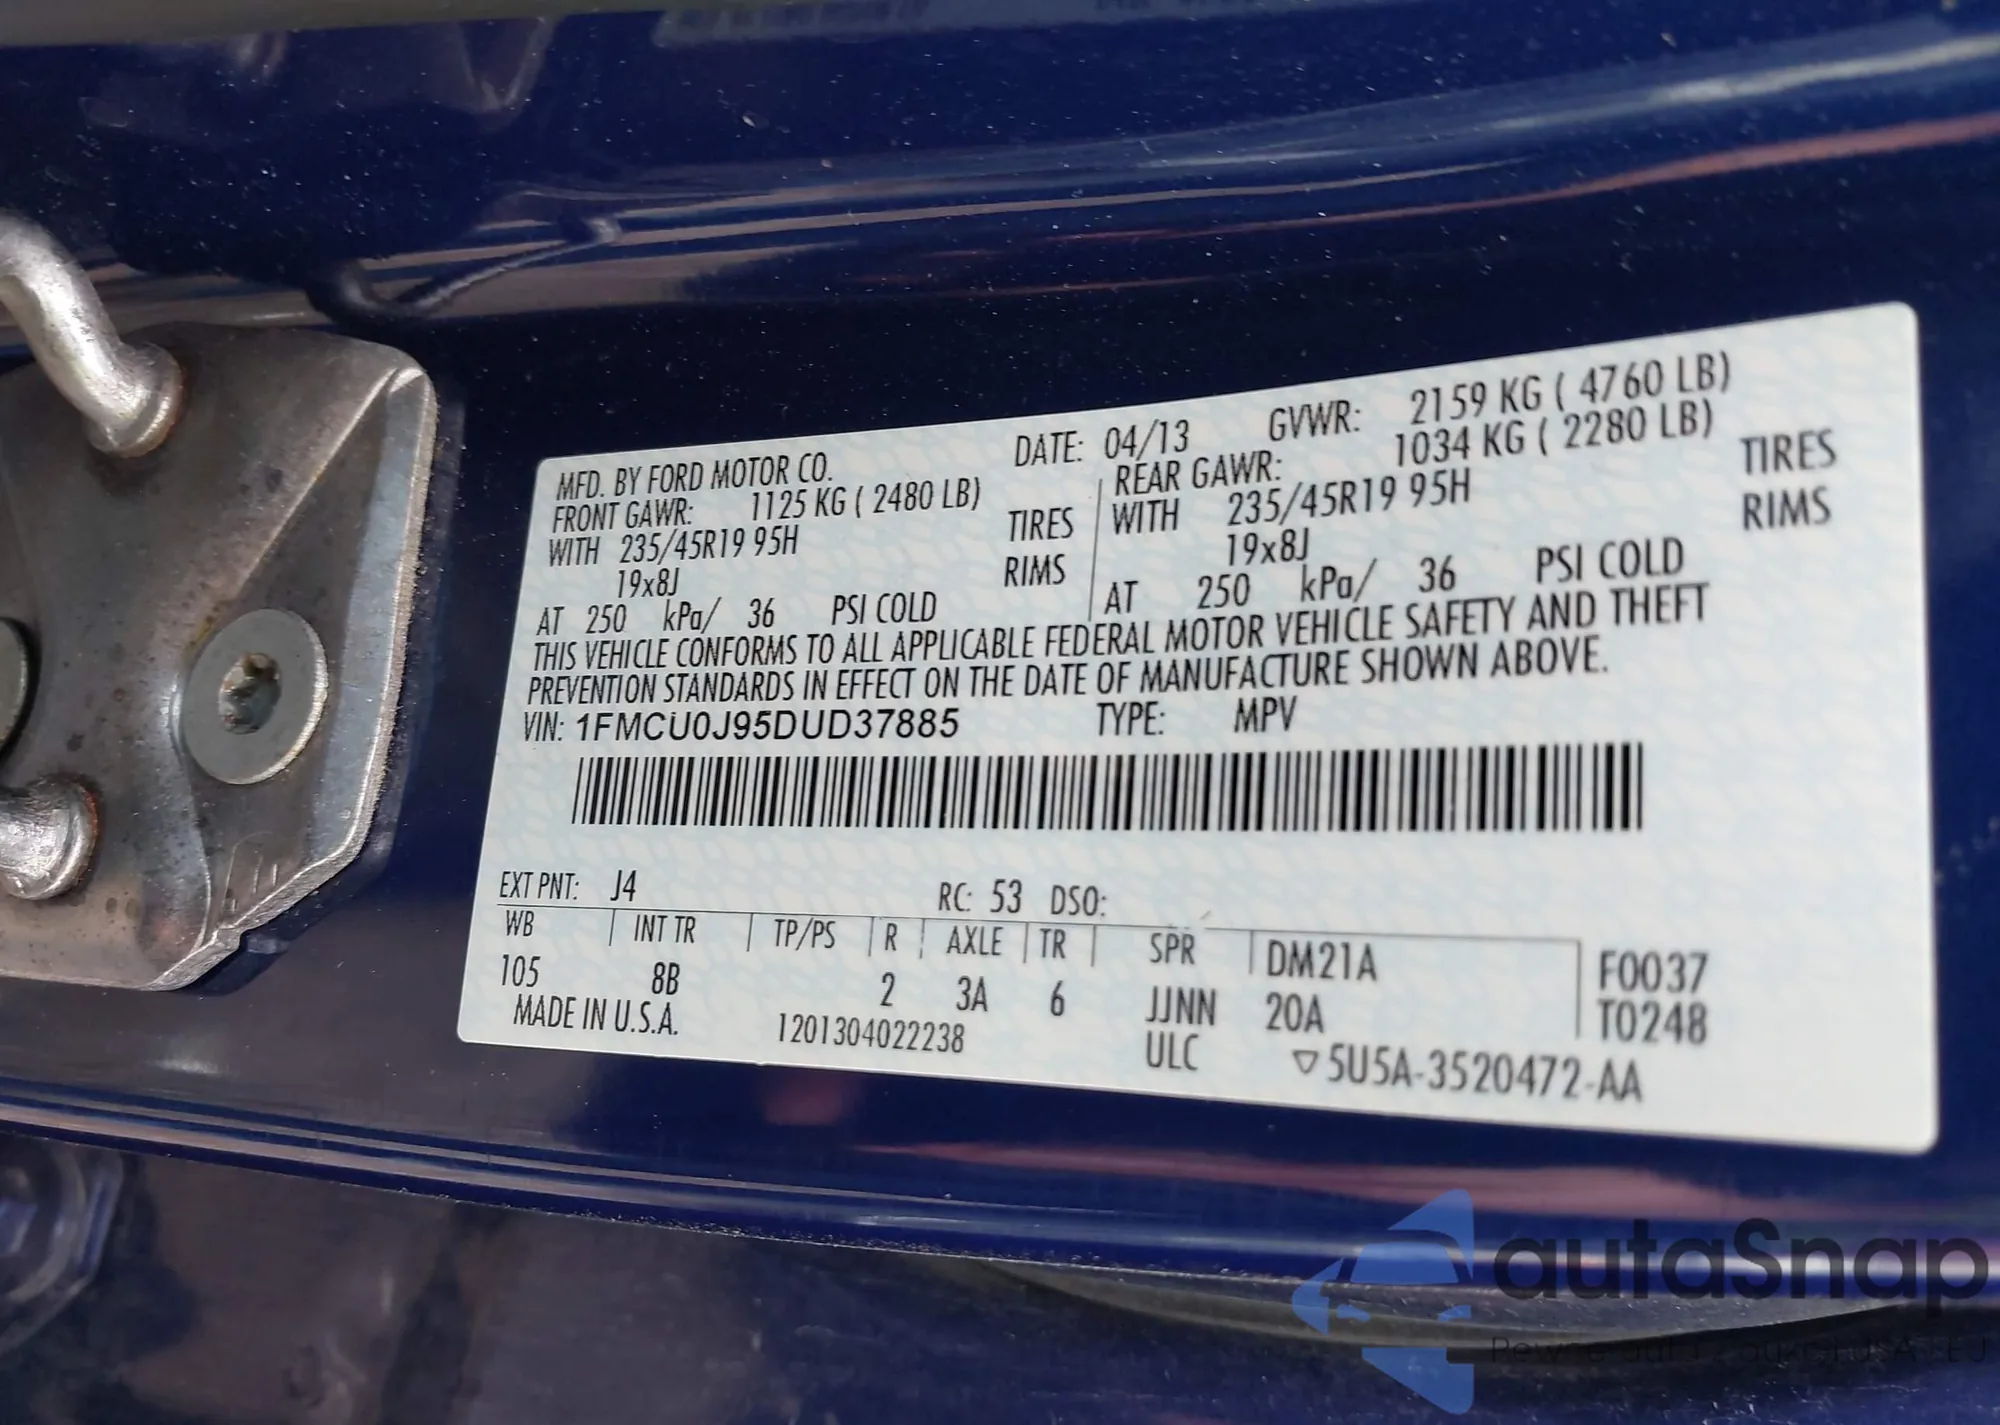 MFD. BY FORD MOTOR CO. DATE: 04/13 GVWR: 2159 KG ( 4760 LB)
FRONT GAWR: 1125 KG ( 2480 LB) REAR GAWR: 1034 KG ( 2280 LB)
WITH 235/45R19 95H TIRES WITH 235/45R19 95H TIRES
19x8J RIMS 19x8J RIMS
AT 250 kPa/ 36 PSI COLD AT 250 kPa/ 36 PSI COLD
THIS VEHICLE CONFORMS TO ALL APPLICABLE FEDERAL MOTOR VEHICLE SAFETY AND THEFT
PREVENTION STANDARDS IN EFFECT ON THE DATE OF MANUFACTURE SHOWN ABOVE.
VIN: 1FMCU0J95DUD37885 TYPE: MPV
EXT PNT: J4 RC: 53 DSO:
WB INT TR TP/PS R AXLE TR SPR DM21A F0037
105 8B 2 3A 6 JJNN 20A T0248
MADE IN U.S.A. 1201304022238 ULC ▽5U5A-3520472-AA
autaSnap